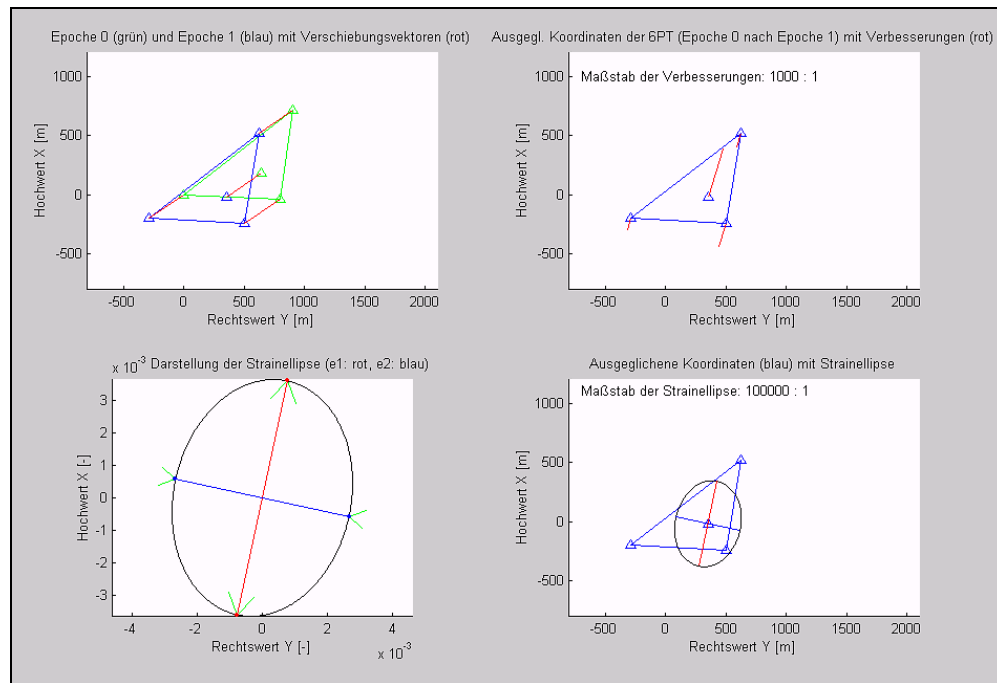 Epoche 0 (grün) und Epoche 1 (blau) mit Verschiebungsvektoren (rot)
1000
500
0
-500
Hochwert X [m]
-500 0 500 1000 1500 2000
Rechtswert Y [m]
Ausgegl. Koordinaten der 6PT (Epoche 0 nach Epoche 1) mit Verbesserungen (rot)
Maßstab der Verbesserungen: 1000 : 1
1000
500
0
-500
Hochwert X [m]
-500 0 500 1000 1500 2000
Rechtswert Y [m]
x 10-3 Darstellung der Strainellipse (e1: rot, e2: blau)
3
2
1
0
-1
-2
-3
Hochwert X [-]
-4 -2 0 2 4
Rechtswert Y [-]
x 10-3
Ausgeglichene Koordinaten (blau) mit Strainellipse
Maßstab der Strainellipse: 100000 : 1
1000
500
0
-500
Hochwert X [m]
-500 0 500 1000 1500 2000
Rechtswert Y [m]